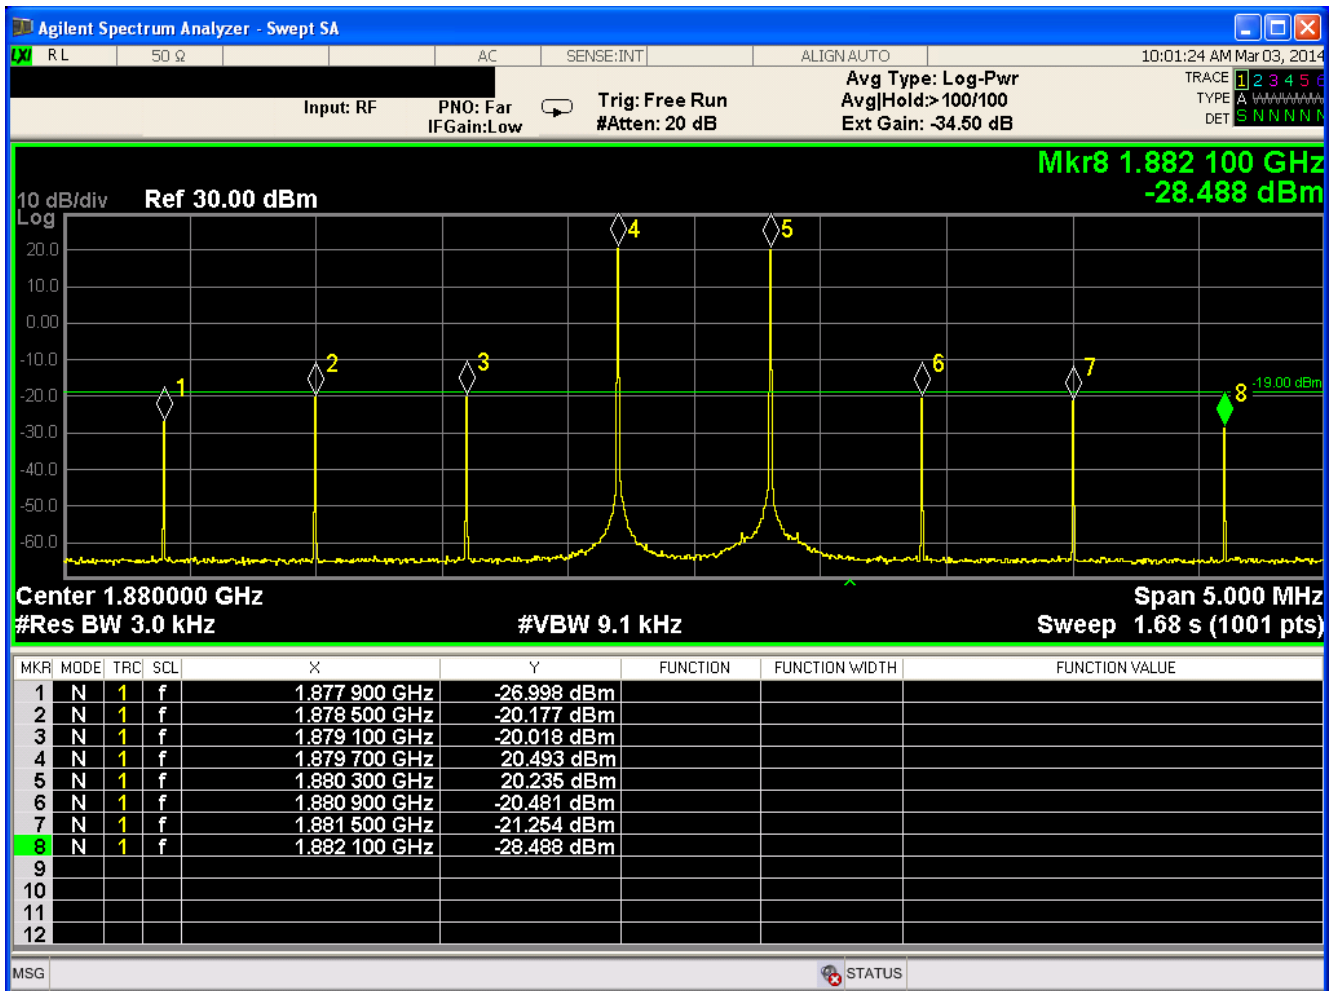 Agilent Spectrum Analyzer - Swept SA
LXI RL 50 Ω AC SENSE:INT ALIGN AUTO 10:01:24 AM Mar 03, 2014
Input: RF PNO: Far IFGain:Low Trig: Free Run #Atten: 20 dB Avg Type: Log-Pwr Avg|Hold:>100/100 Ext Gain: -34.50 dB
TRACE 1 2 3 4 5 6
TYPE A WWWWW
DET S N N N N N
Mkr8 1.882 100 GHz
-28.488 dBm
10 dB/div Ref 30.00 dBm
Log
20.0
10.0
0.00
-10.0
-20.0
-30.0
-40.0
-50.0
-60.0
1 2 3 4 5 6 7 8
-19.00 dBm
Center 1.880000 GHz Span 5.000 MHz
#Res BW 3.0 kHz #VBW 9.1 kHz Sweep 1.68 s (1001 pts)
MKR MODE TRC SCL X Y FUNCTION FUNCTION WIDTH FUNCTION VALUE
1 N 1 f 1.877 900 GHz -26.998 dBm
2 N 1 f 1.878 500 GHz -20.177 dBm
3 N 1 f 1.879 100 GHz -20.018 dBm
4 N 1 f 1.879 700 GHz 20.493 dBm
5 N 1 f 1.880 300 GHz 20.235 dBm
6 N 1 f 1.880 900 GHz -20.481 dBm
7 N 1 f 1.881 500 GHz -21.254 dBm
8 N 1 f 1.882 100 GHz -28.488 dBm
9
10
11
12
MSG STATUS